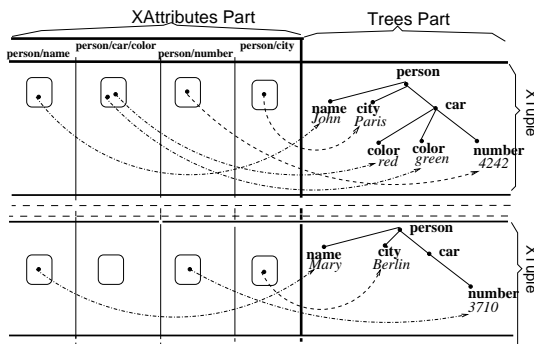 XAttributes Part
Trees Part
person/name
person/car/color
person/number
person/city
person
name
John
city
Paris
car
color
red
color
green
number
4242
XTuple
person
name
Mary
city
Berlin
car
number
3710
XTuple